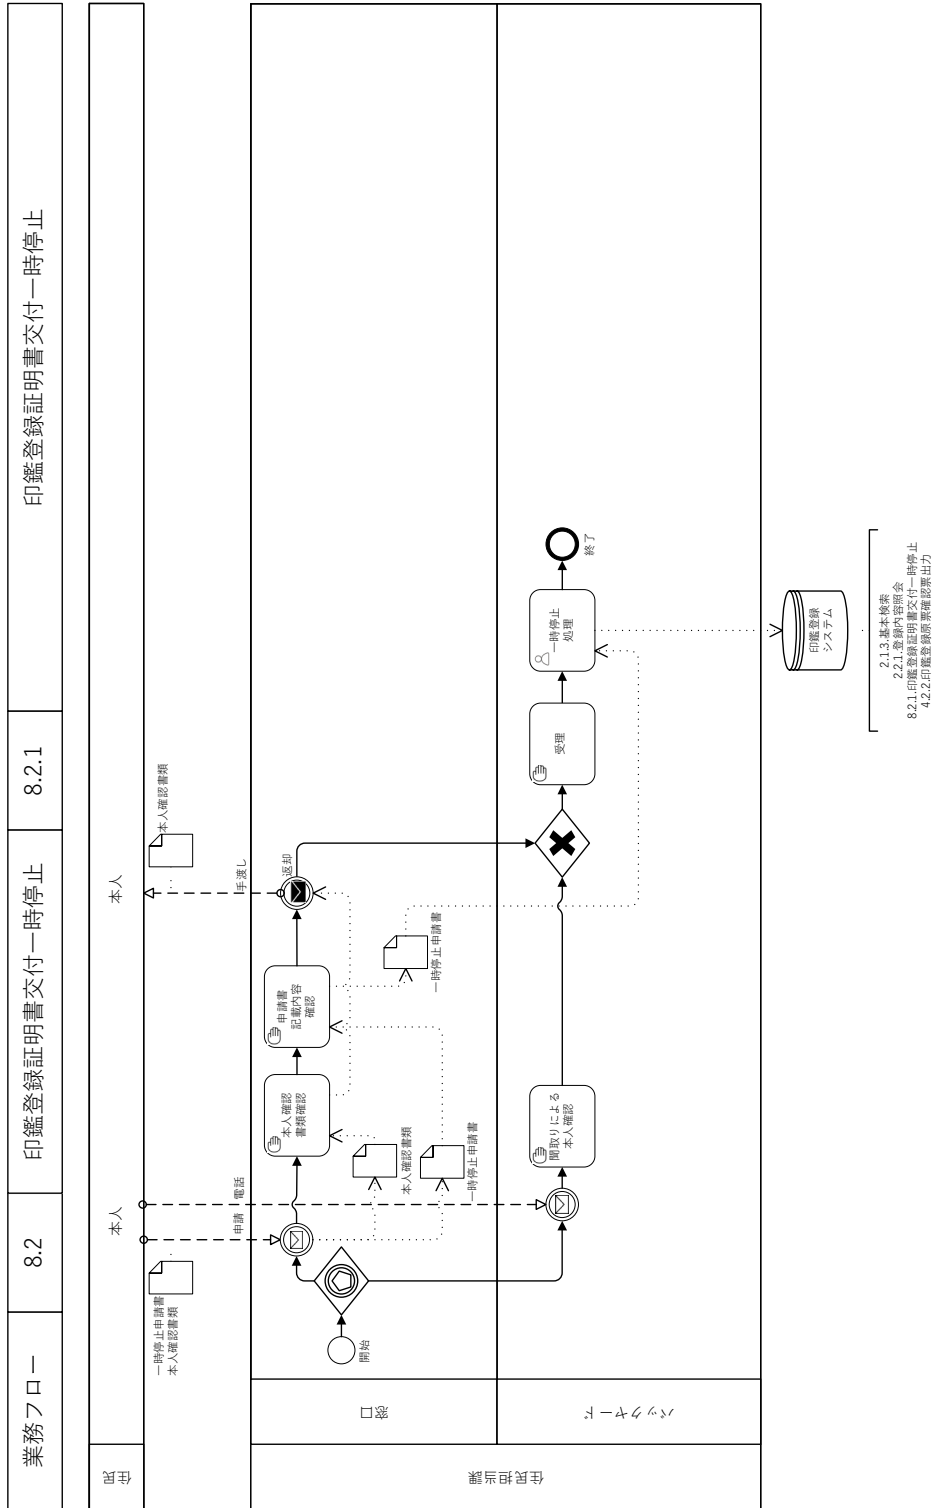 業務フロー
8.2
印鑑登録証明書交付一時停止
8.2.1
印鑑登録証明書交付一時停止
住民
本人
本人
一時停止申請書
本人確認書類
本人確認書類
申請
電話
手渡し
住民担当課
窓口
開始
本人確認
書類確認
申請書
記載内容
確認
返却
本人確認書類
一時停止申請書
一時停止申請書
バックヤード
聞取りによる
本人確認
受理
一時停止
処理
終了
印鑑登録
システム
2.1.3.基本検索
2.2.1.登録内容照会
8.2.1.印鑑登録証明書交付一時停止
4.2.2.印鑑登録原票確認票出力